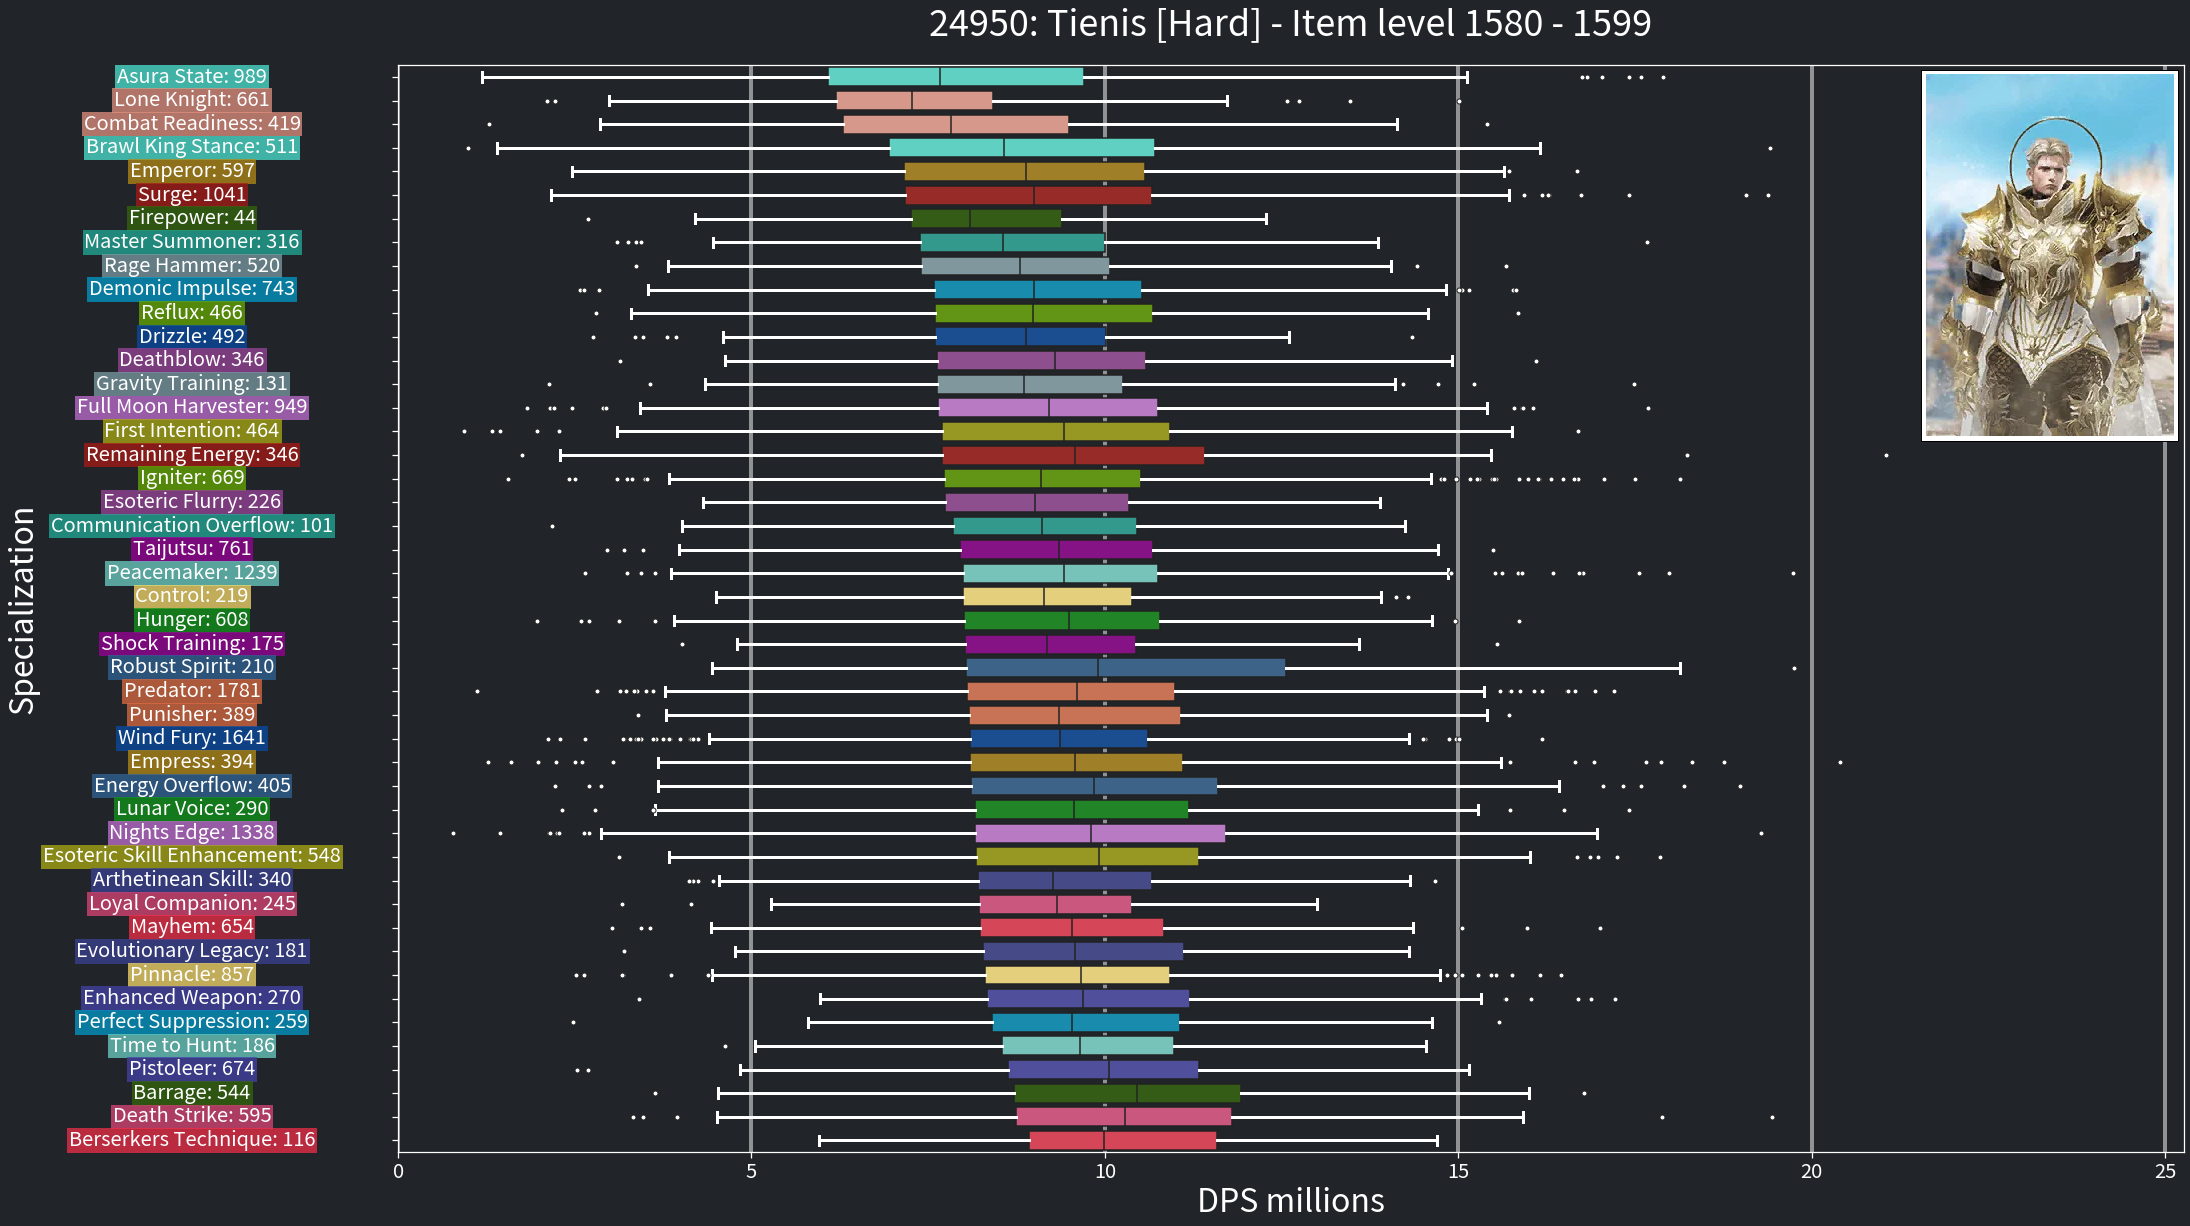 24950: Tienis [Hard] - Item level 1580 - 1599
Asura State: 989
Lone Knight: 661
Combat Readiness: 419
Brawl King Stance: 511
Emperor: 597
Surge: 1041
Firepower: 44
Master Summoner: 316
Rage Hammer: 520
Demonic Impulse: 743
Reflux: 466
Drizzle: 492
Deathblow: 346
Gravity Training: 131
Full Moon Harvester: 949
First Intention: 464
Remaining Energy: 346
Igniter: 669
Esoteric Flurry: 226
Communication Overflow: 101
Taijutsu: 761
Peacemaker: 1239
Control: 219
Hunger: 608
Shock Training: 175
Robust Spirit: 210
Predator: 1781
Punisher: 389
Wind Fury: 1641
Empress: 394
Energy Overflow: 405
Lunar Voice: 290
Nights Edge: 1338
Esoteric Skill Enhancement: 548
Arthetinean Skill: 340
Loyal Companion: 245
Mayhem: 654
Evolutionary Legacy: 181
Pinnacle: 857
Enhanced Weapon: 270
Perfect Suppression: 259
Time to Hunt: 186
Pistoleer: 674
Barrage: 544
Death Strike: 595
Berserkers Technique: 116
Specialization
0 5 10 15 20 25
DPS millions